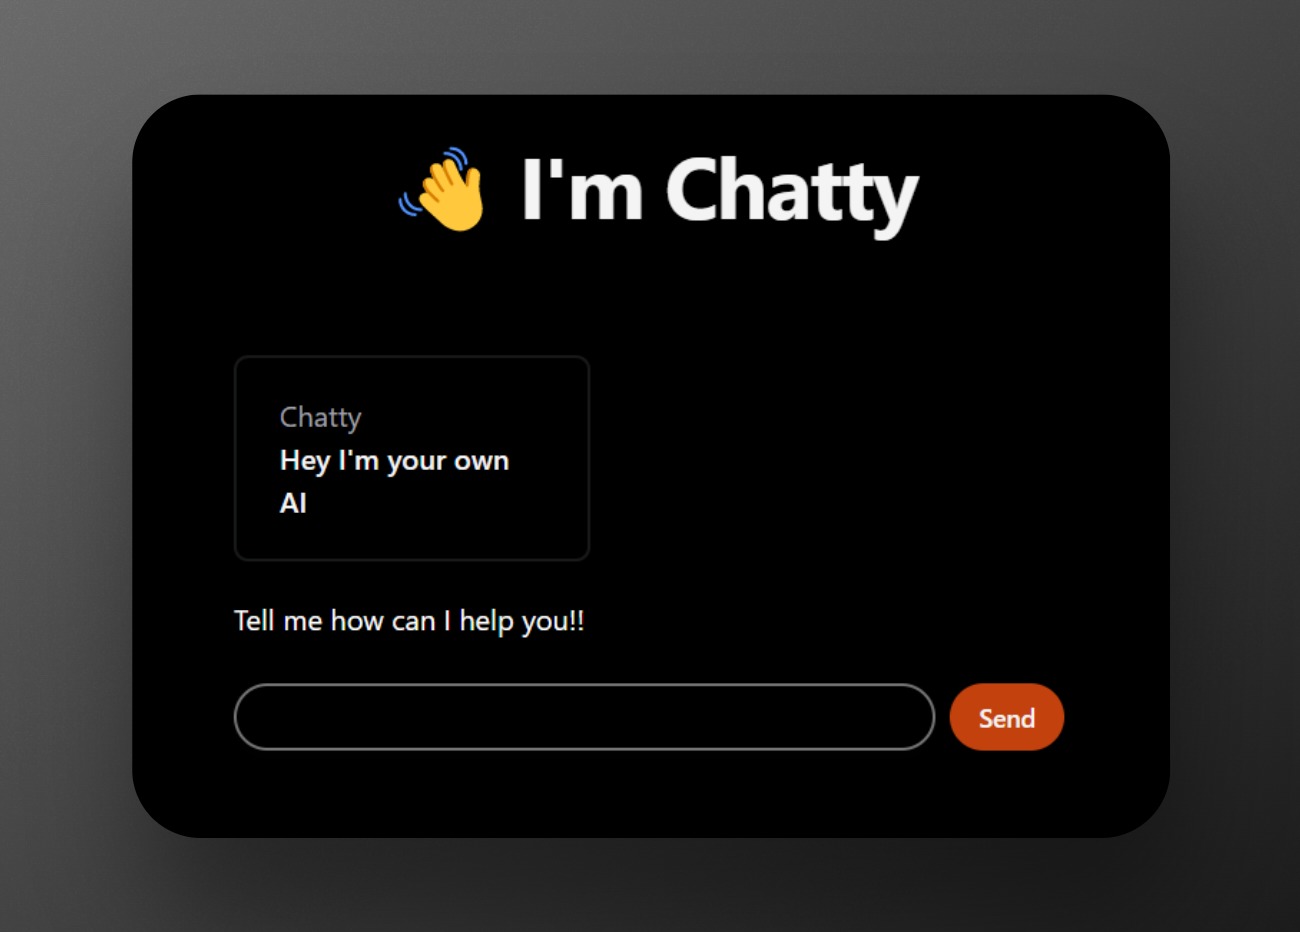 👋 I'm Chatty
Chatty
Hey I'm your own
AI
Tell me how can I help you!!
Send